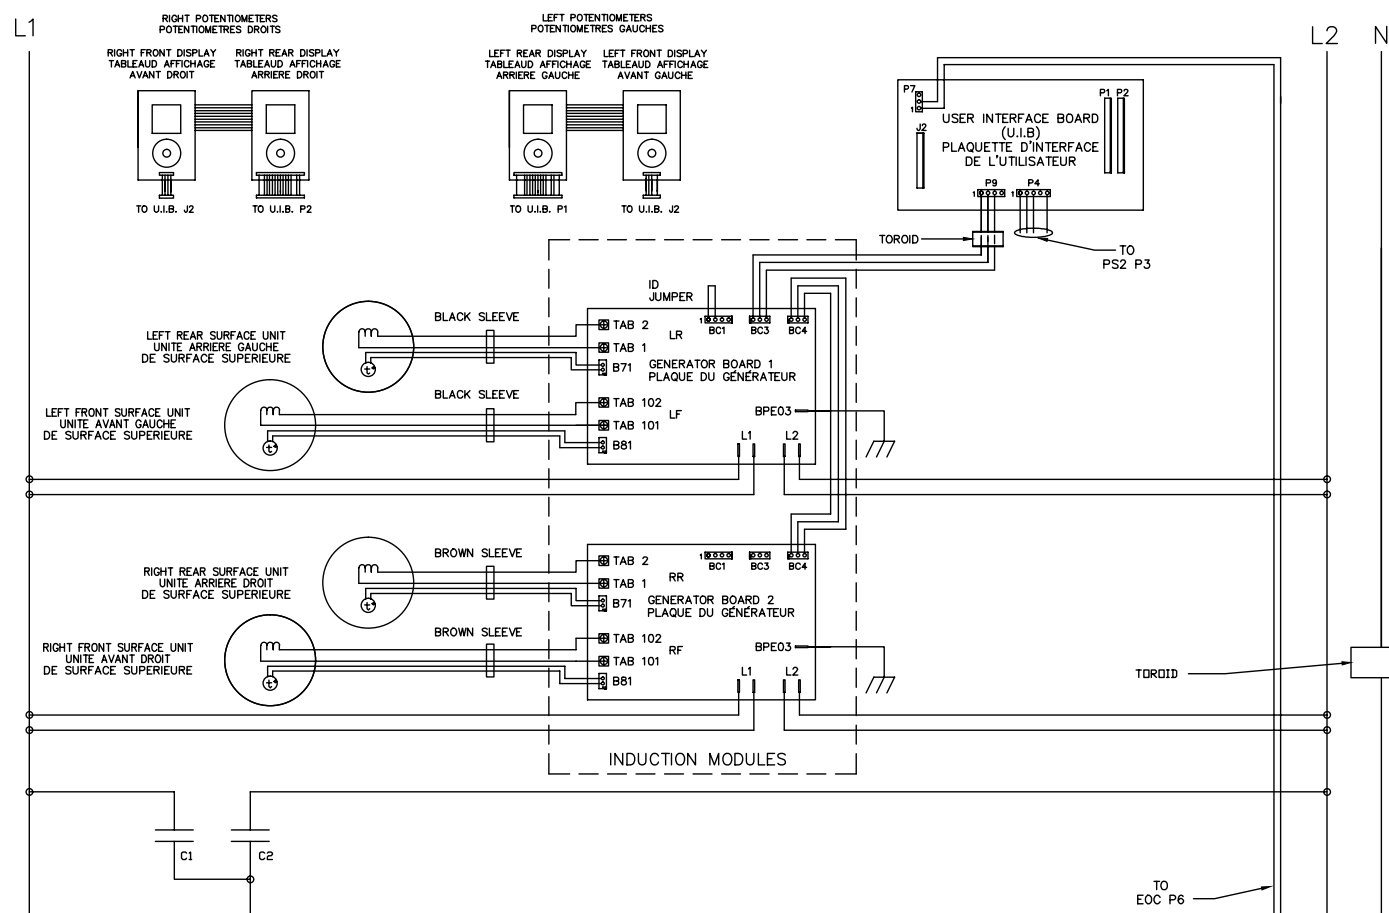 L1
RIGHT POTENTIOMETERS
POTENTIOMETRES DROITS
RIGHT FRONT DISPLAY
TABLEAUD AFFICHAGE
AVANT DROIT
RIGHT REAR DISPLAY
TABLEAUD AFFICHAGE
ARRIERE DROIT
TO U.I.B. J2
TO U.I.B. P2
LEFT POTENTIOMETERS
POTENTIOMETRES GAUCHES
LEFT REAR DISPLAY
TABLEAUD AFFICHAGE
ARRIERE GAUCHE
LEFT FRONT DISPLAY
TABLEAUD AFFICHAGE
AVANT GAUCHE
TO U.I.B. P1
TO U.I.B. J2
L2
N
P7
1
J2
P1 P2
USER INTERFACE BOARD
(U.I.B)
PLAQUETTE D'INTERFACE
DE L'UTILISATEUR
P9
1
P4
1
TOROID
TO
PS2 P3
ID
JUMPER
1
BC1
BC3
BC4
LEFT REAR SURFACE UNIT
UNITE ARRIERE GAUCHE
DE SURFACE SUPERIEURE
t°
BLACK SLEEVE
TAB 2
LR
TAB 1
B71
GENERATOR BOARD 1
PLAQUE DU GÉNÉRATEUR
LEFT FRONT SURFACE UNIT
UNITE AVANT GAUCHE
DE SURFACE SUPERIEURE
t°
BLACK SLEEVE
TAB 102
LF
TAB 101
B81
BPE03
L1
L2
RIGHT REAR SURFACE UNIT
UNITE ARRIERE DROIT
DE SURFACE SUPERIEURE
t°
BROWN SLEEVE
TAB 2
RR
TAB 1
B71
1
BC1
BC3
BC4
GENERATOR BOARD 2
PLAQUE DU GÉNÉRATEUR
RIGHT FRONT SURFACE UNIT
UNITE AVANT DROIT
DE SURFACE SUPERIEURE
t°
BROWN SLEEVE
TAB 102
RF
TAB 101
B81
BPE03
L1
L2
TOROID
INDUCTION MODULES
C1
C2
TO
EOC P6